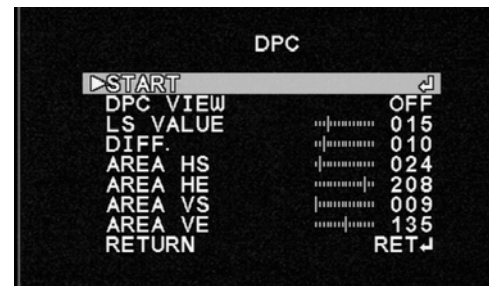 DPC
START ↲
DPC VIEW OFF
LS VALUE 015
DIFF. 010
AREA HS 024
AREA HE 208
AREA VS 009
AREA VE 135
RETURN RET↲